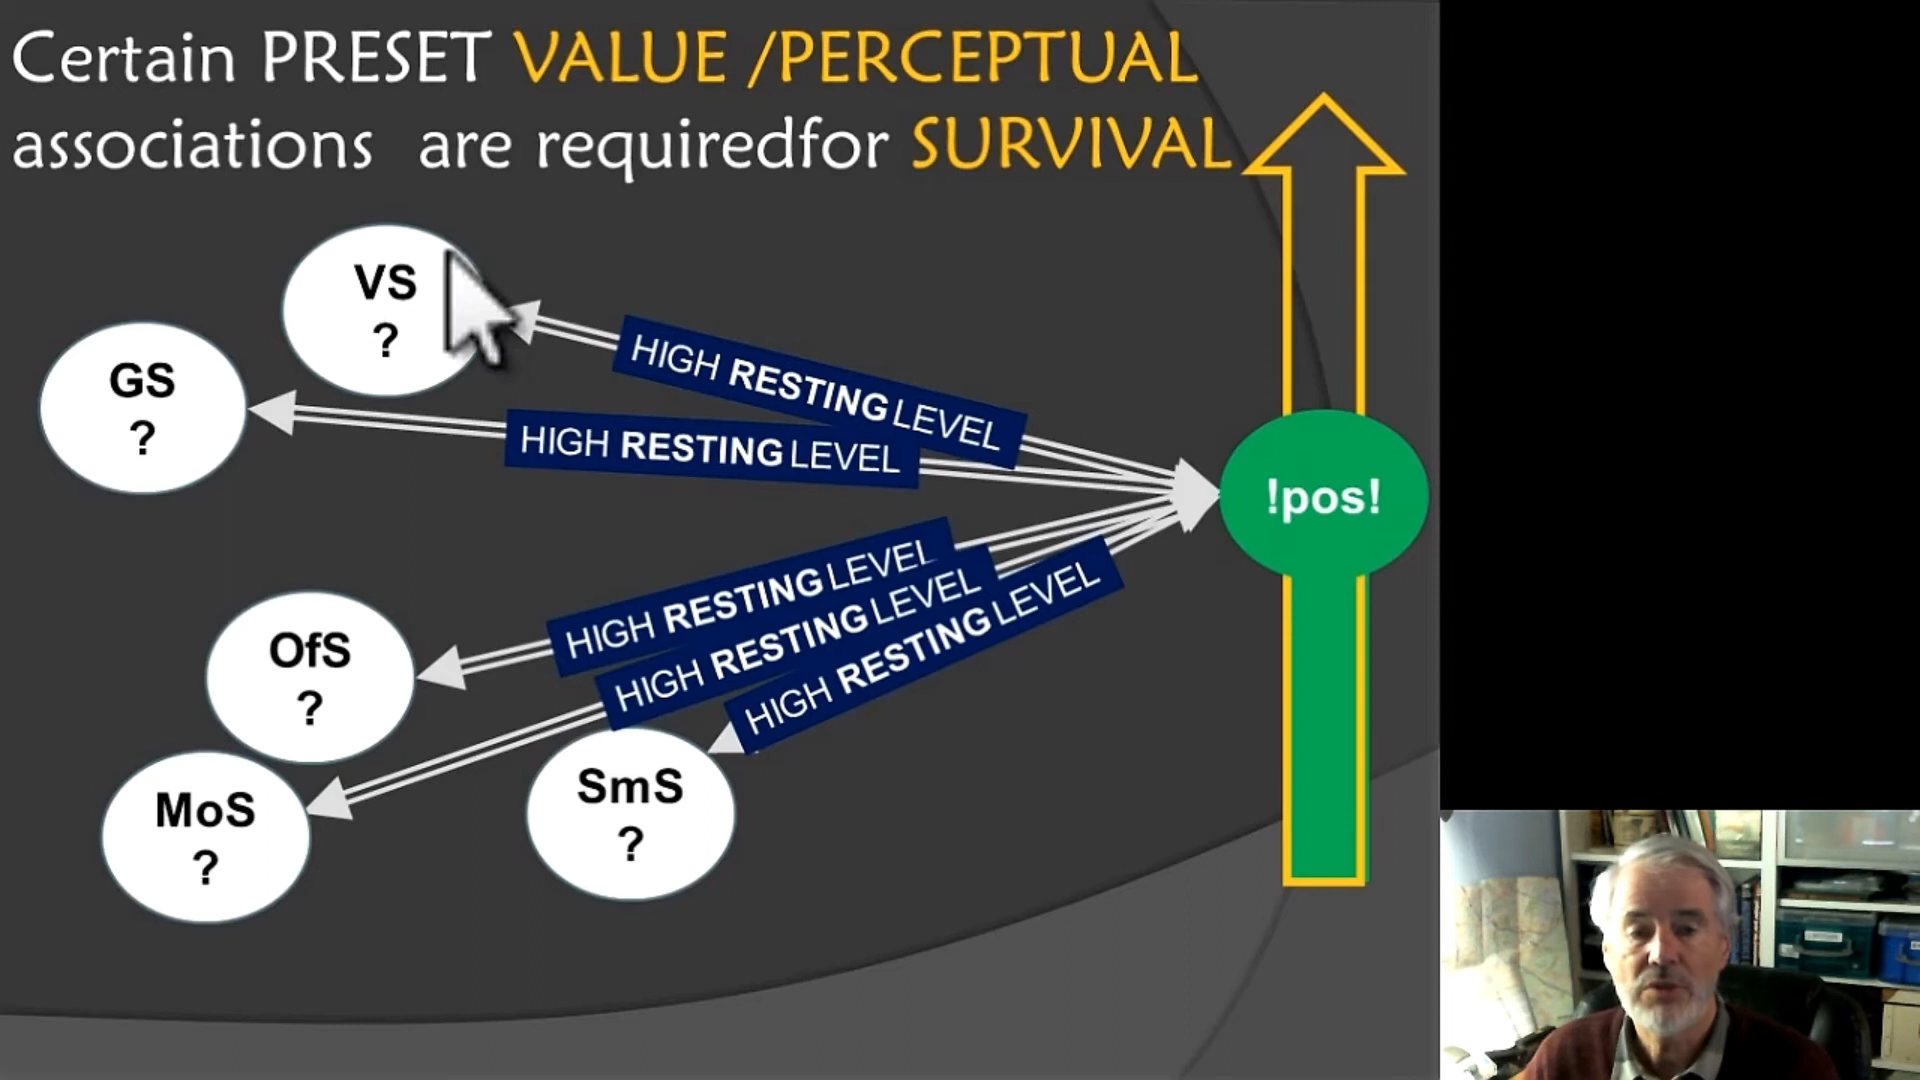 Certain PRESET VALUE /PERCEPTUAL
associations are requiredfor SURVIVAL
VS
?
GS
?
HIGH RESTING LEVEL
HIGH RESTING LEVEL
!pos!
HIGH RESTING LEVEL
HIGH RESTING LEVEL
HIGH RESTING LEVEL
OfS
?
MoS
?
SmS
?